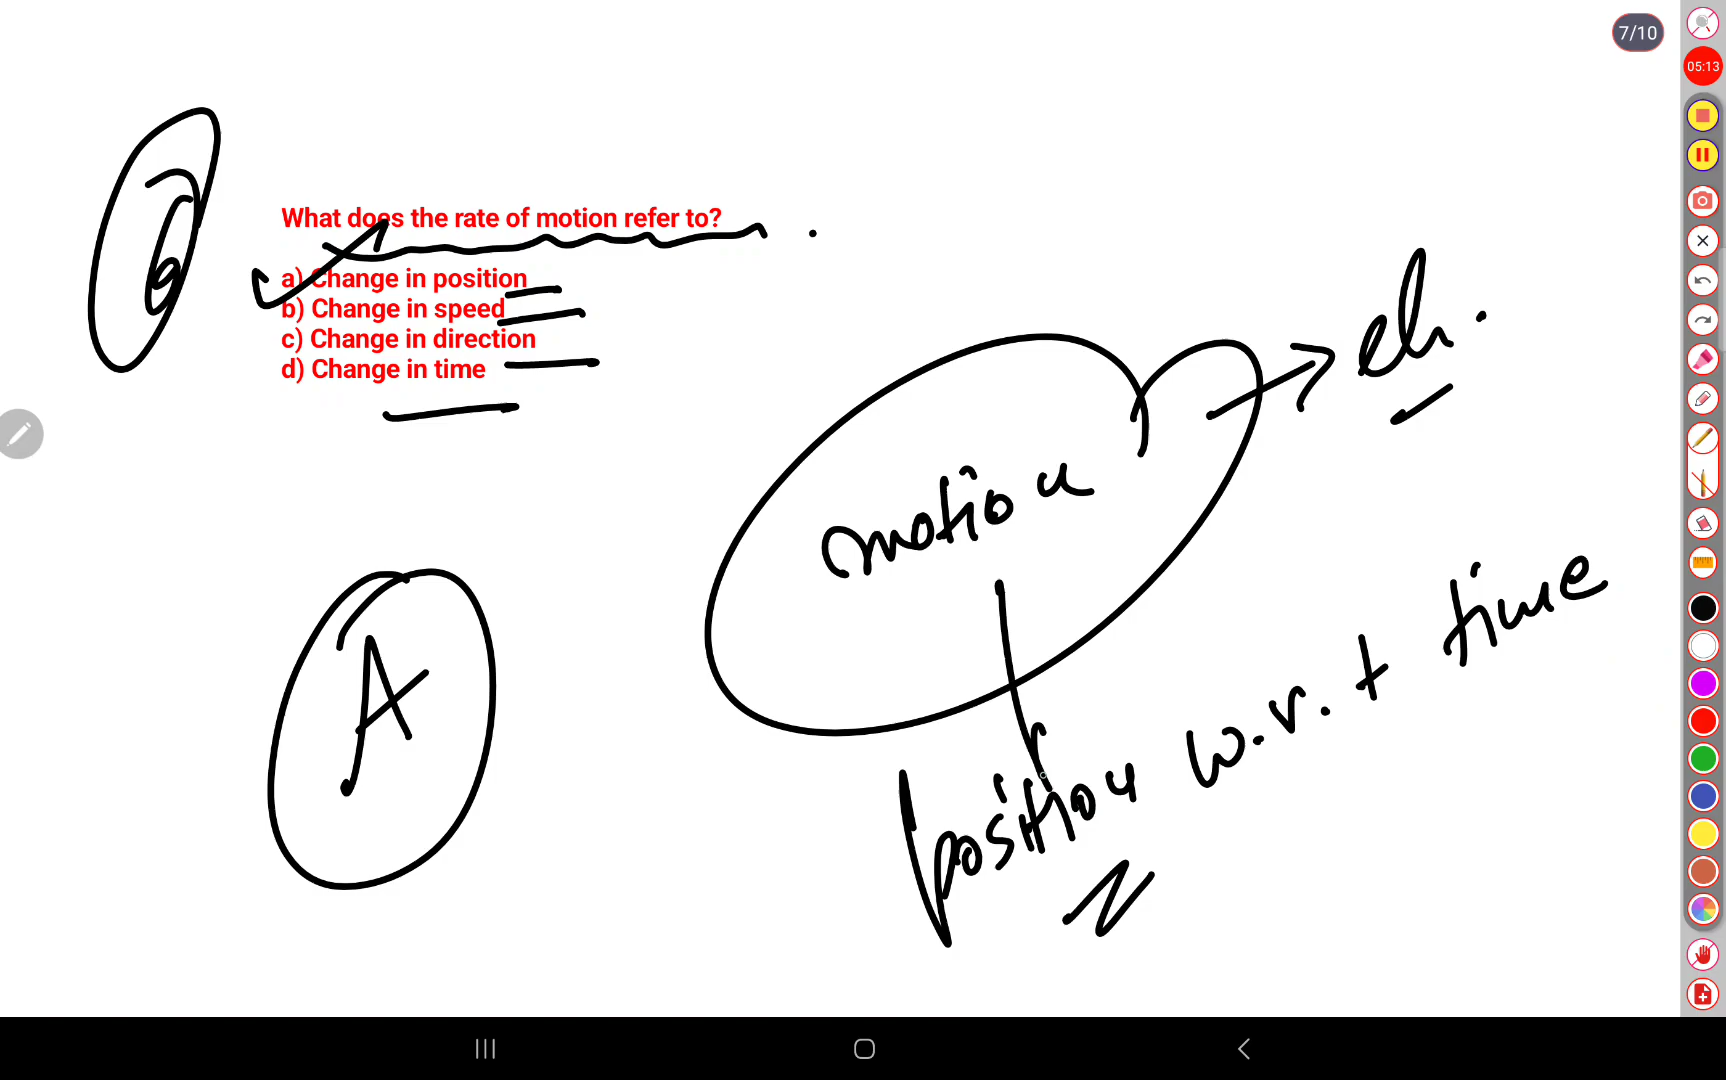 7/10
05:13
What does the rate of motion refer to?
a) Change in position
b) Change in speed
c) Change in direction
d) Change in time
ch.
motion
A
position w.r.t time